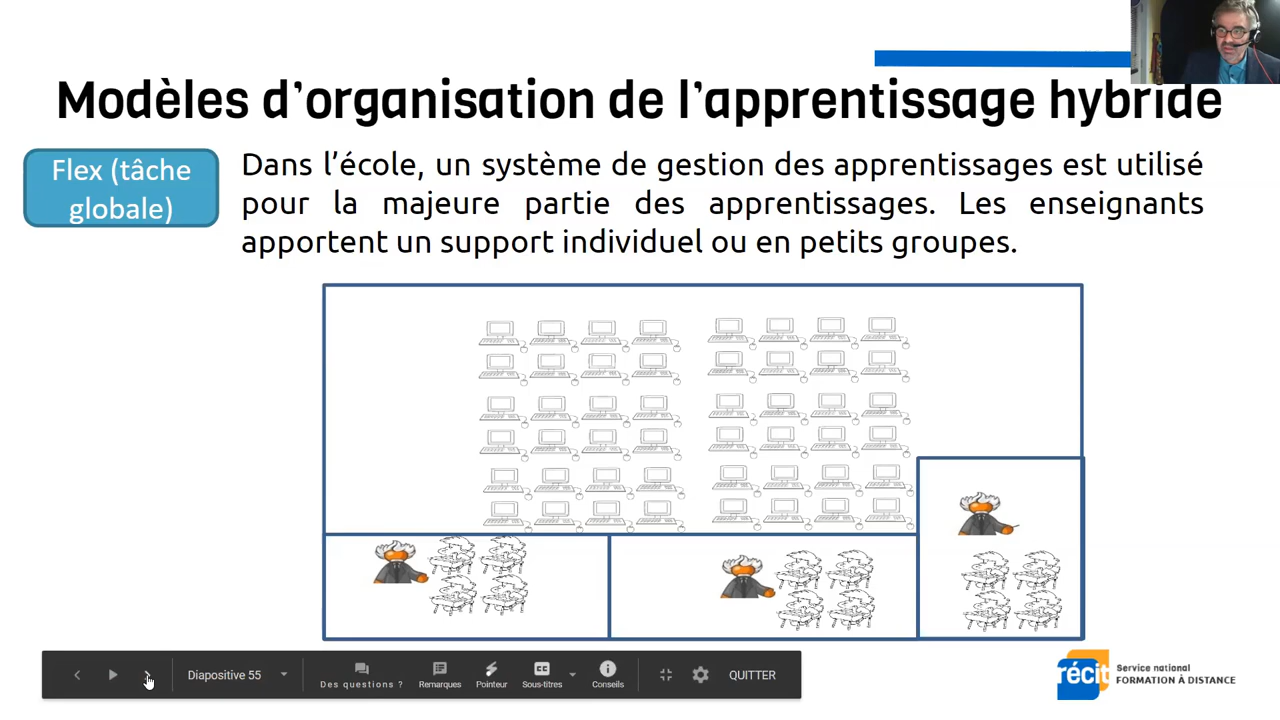 Modèles d'organisation de l'apprentissage hybride
Flex (tâche
globale)
Dans l'école, un système de gestion des apprentissages est utilisé
pour la majeure partie des apprentissages. Les enseignants
apportent un support individuel ou en petits groupes.
Diapositive 55
Des questions ?
Remarques
Pointeur
Sous-titres
Conseils
QUITTER
récit
Service national
FORMATION À DISTANCE